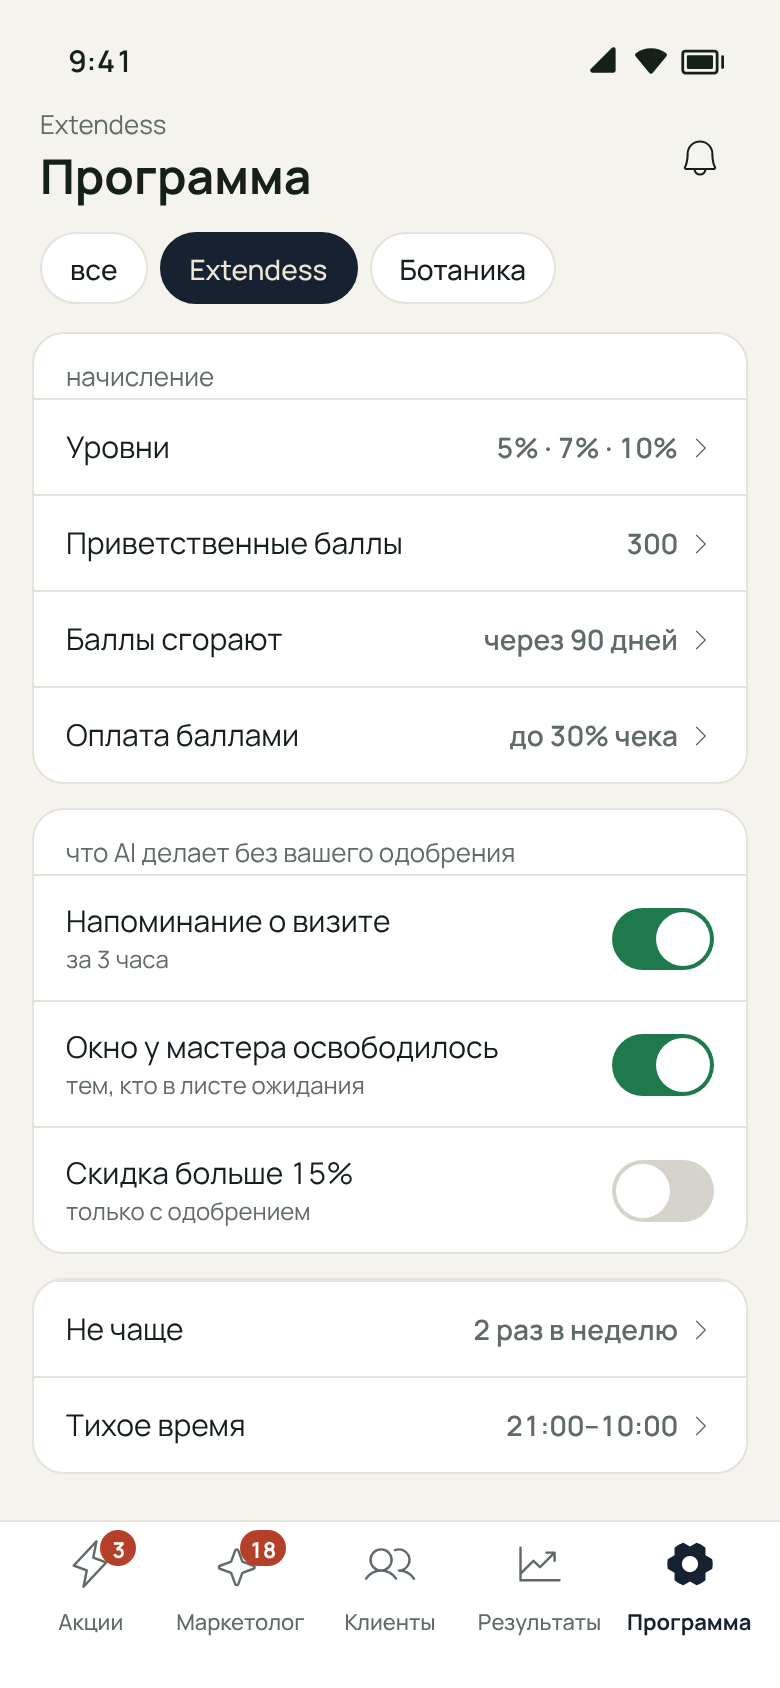 9:41
Extendess
Программа
все
Extendess
Ботаника
начисление
Уровни
5% · 7% · 10%
Приветственные баллы
300
Баллы сгорают
через 90 дней
Оплата баллами
до 30% чека
что AI делает без вашего одобрения
Напоминание о визите
за 3 часа
Окно у мастера освободилось
тем, кто в листе ожидания
Скидка больше 15%
только с одобрением
Не чаще
2 раз в неделю
Тихое время
21:00–10:00
3
18
Акции
Маркетолог
Клиенты
Результаты
Программа